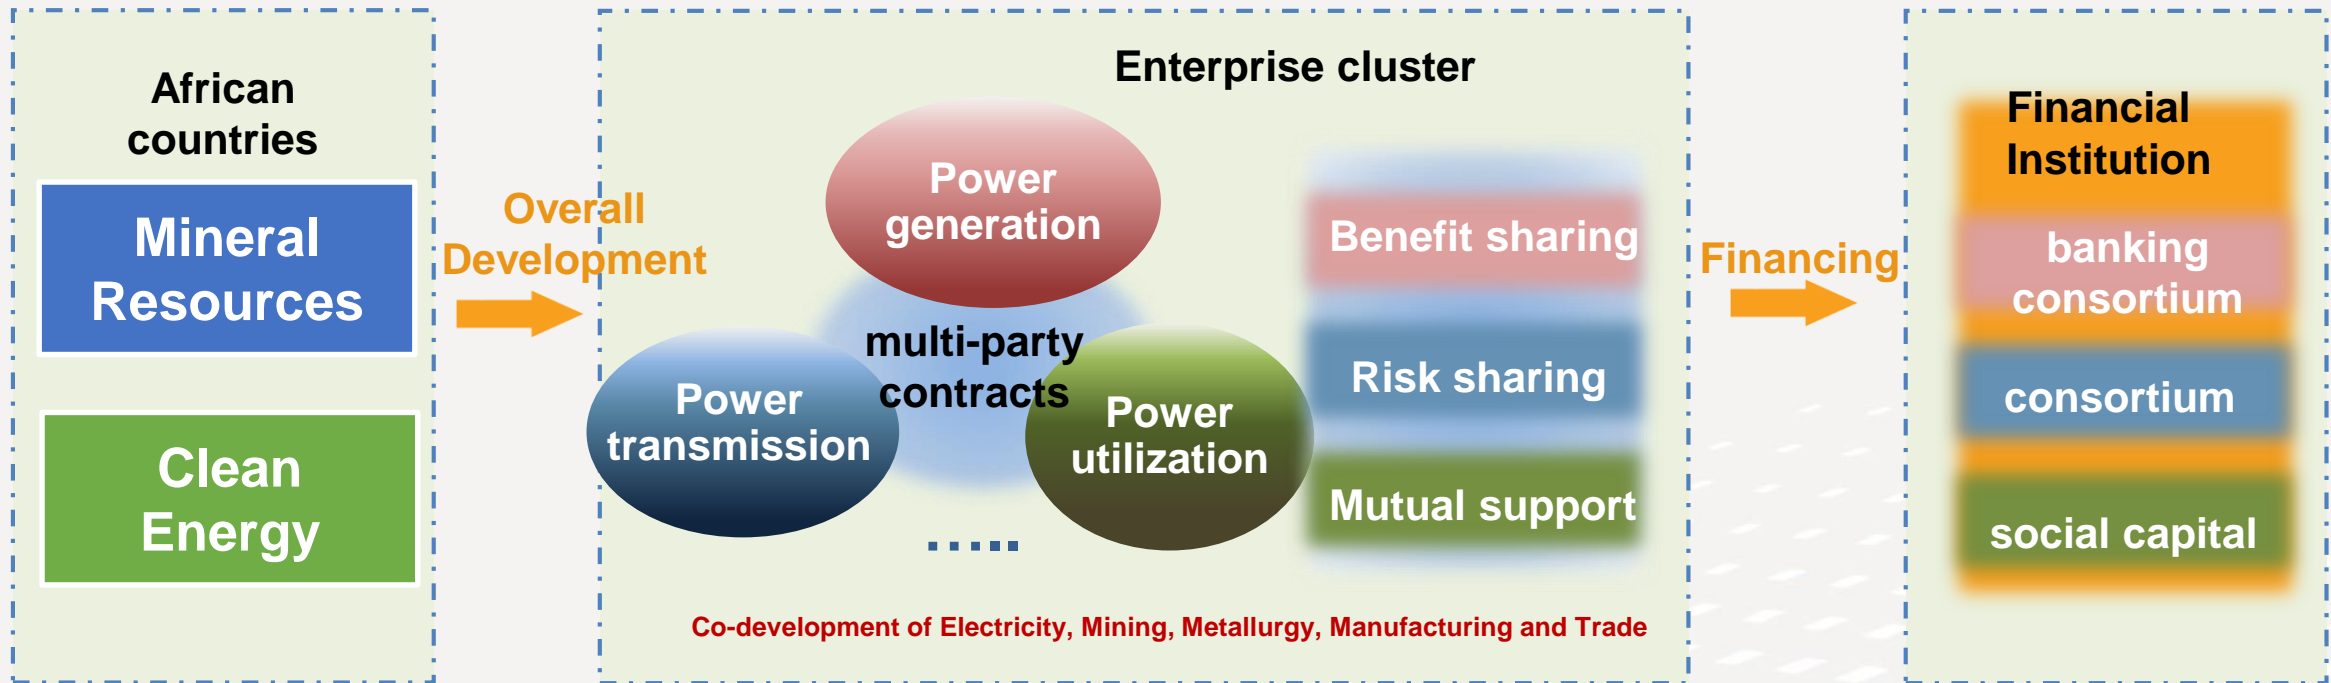 African
countries
Mineral
Resources
Clean
Energy
Overall
Development
Enterprise cluster
Power
generation
multi-party
contracts
Power
transmission
Power
utilization
......
Benefit sharing
Risk sharing
Mutual support
Co-development of Electricity, Mining, Metallurgy, Manufacturing and Trade
Financing
Financial
Institution
banking
consortium
consortium
social capital